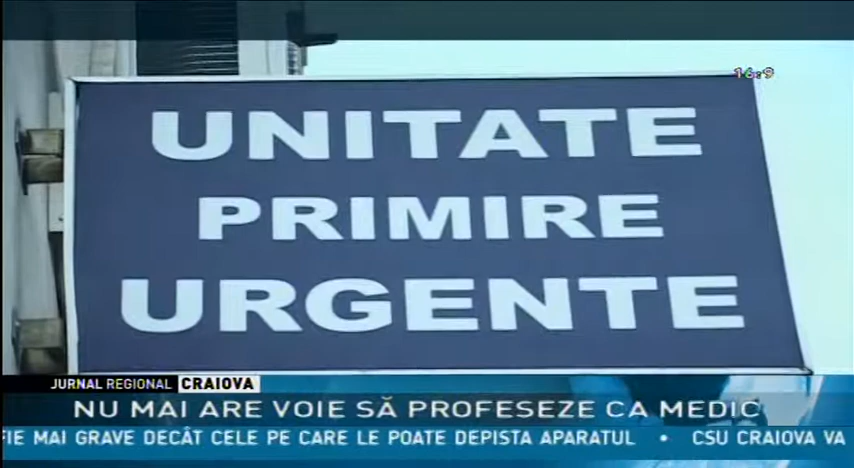 16:9
UNITATE
PRIMIRE
URGENTE
JURNAL REGIONAL CRAIOVA
NU MAI ARE VOIE SĂ PROFESEZE CA MEDIC
FIE MAI GRAVE DECÂT CELE PE CARE LE POATE DEPISTA APARATUL • CSU CRAIOVA VA